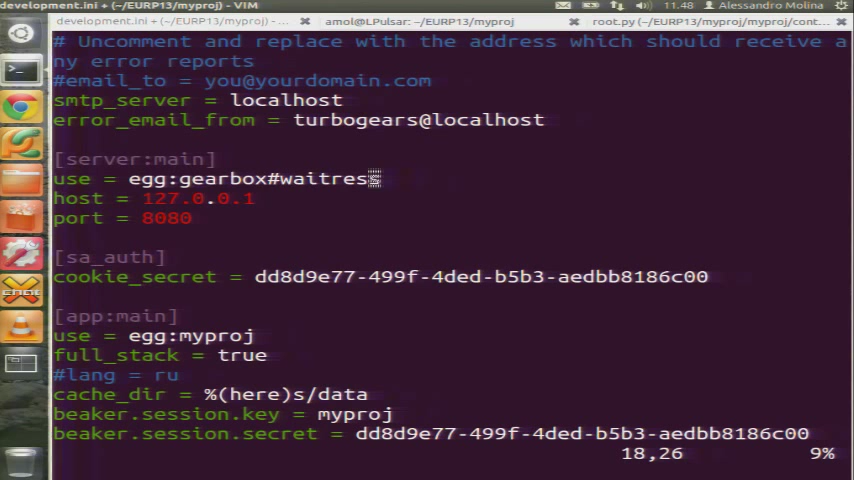 development.ini + (~/EURP13/myproj) - VIM
11.48 Alessandro Molina
development.ini + (~/EURP13/myproj) - ...
amol@LPulsar: ~/EURP13/myproj
root.py (~/EURP13/myproj/myproj/cont...
# Uncomment and replace with the address which should receive a
ny error reports
#email_to = you@yourdomain.com
smtp_server = localhost
error_email_from = turbogears@localhost
[server:main]
use = egg:gearbox#waitress
host = 127.0.0.1
port = 8080
[sa_auth]
cookie_secret = dd8d9e77-499f-4ded-b5b3-aedbb8186c00
[app:main]
use = egg:myproj
full_stack = true
#lang = ru
cache_dir = %(here)s/data
beaker.session.key = myproj
beaker.session.secret = dd8d9e77-499f-4ded-b5b3-aedbb8186c00
18,26 9%